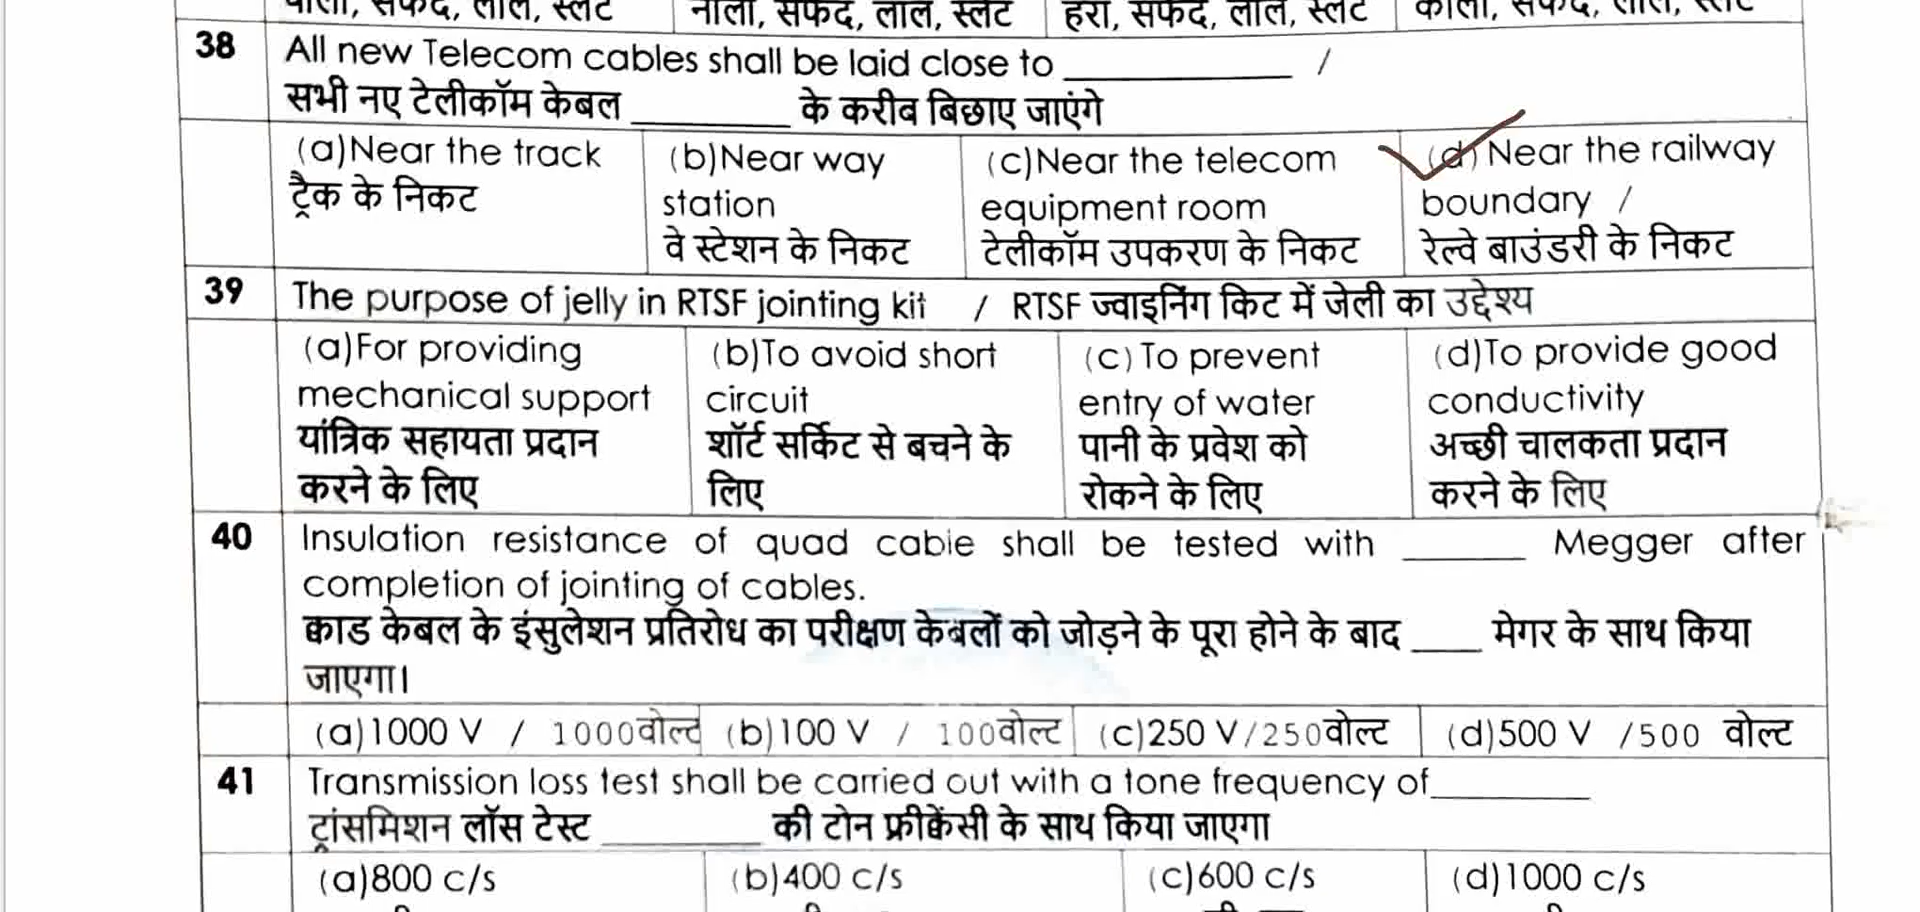 38 All new Telecom cables shall be laid close to ____________ /
सभी नए टेलीकॉम केबल _________ के करीब बिछाए जाएंगे
(a)Near the track
ट्रैक के निकट
(b)Near way
station
वे स्टेशन के निकट
(c)Near the telecom
equipment room
टेलीकॉम उपकरण के निकट
(d) Near the railway
boundary /
रेल्वे बाउंडरी के निकट
39 The purpose of jelly in RTSF jointing kit / RTSF ज्वाइनिंग किट में जेली का उद्देश्य
(a)For providing
mechanical support
यांत्रिक सहायता प्रदान
करने के लिए
(b)To avoid short
circuit
शॉर्ट सर्किट से बचने के
लिए
(c) To prevent
entry of water
पानी के प्रवेश को
रोकने के लिए
(d)To provide good
conductivity
अच्छी चालकता प्रदान
करने के लिए
40 Insulation resistance of quad cable shall be tested with ______ Megger after
completion of jointing of cables.
क्वाड केबल के इंसुलेशन प्रतिरोध का परीक्षण केबलों को जोड़ने के पूरा होने के बाद ____ मेगर के साथ किया
जाएगा।
(a)1000 V / 1000वोल्ट (b)100 V / 100वोल्ट (c)250 V/250वोल्ट (d)500 V /500 वोल्ट
41 Transmission loss test shall be carried out with a tone frequency of_________
ट्रांसमिशन लॉस टेस्ट _________ की टोन फ्रीक्वेंसी के साथ किया जाएगा
(a)800 c/s (b)400 c/s (c)600 c/s (d)1000 c/s